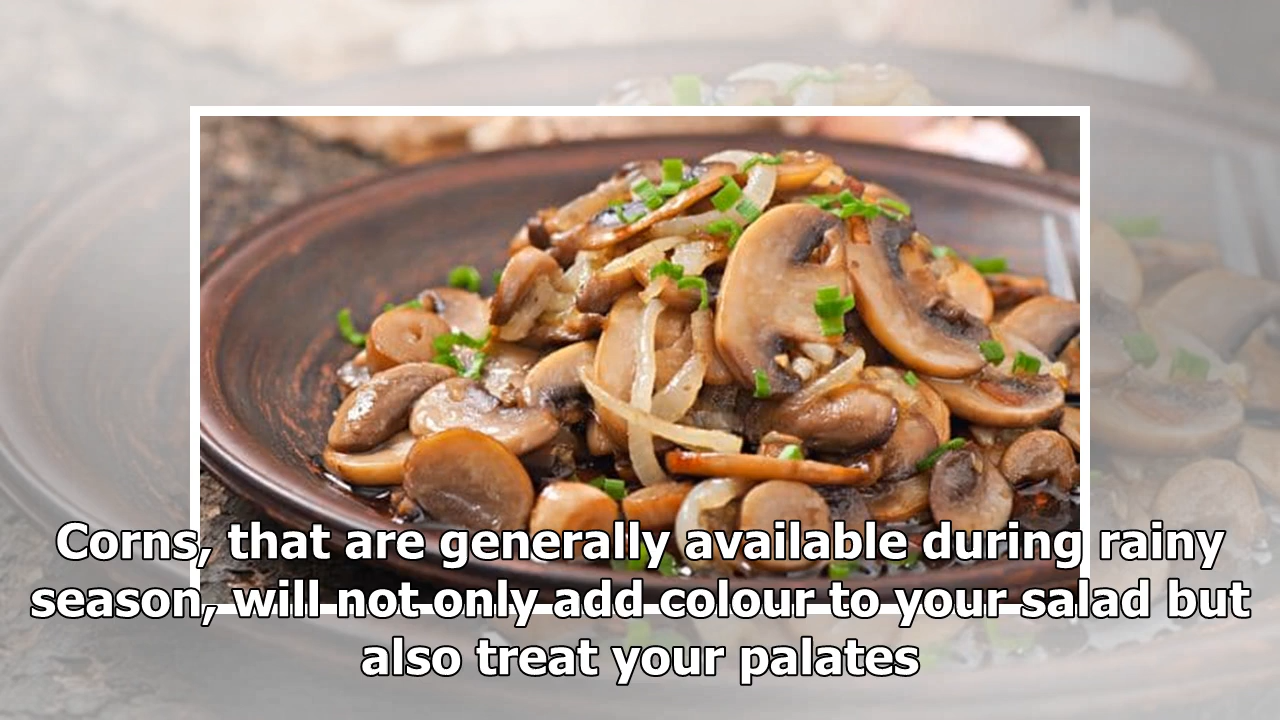 Corns, that are generally available during rainy
season, will not only add colour to your salad but
also treat your palates